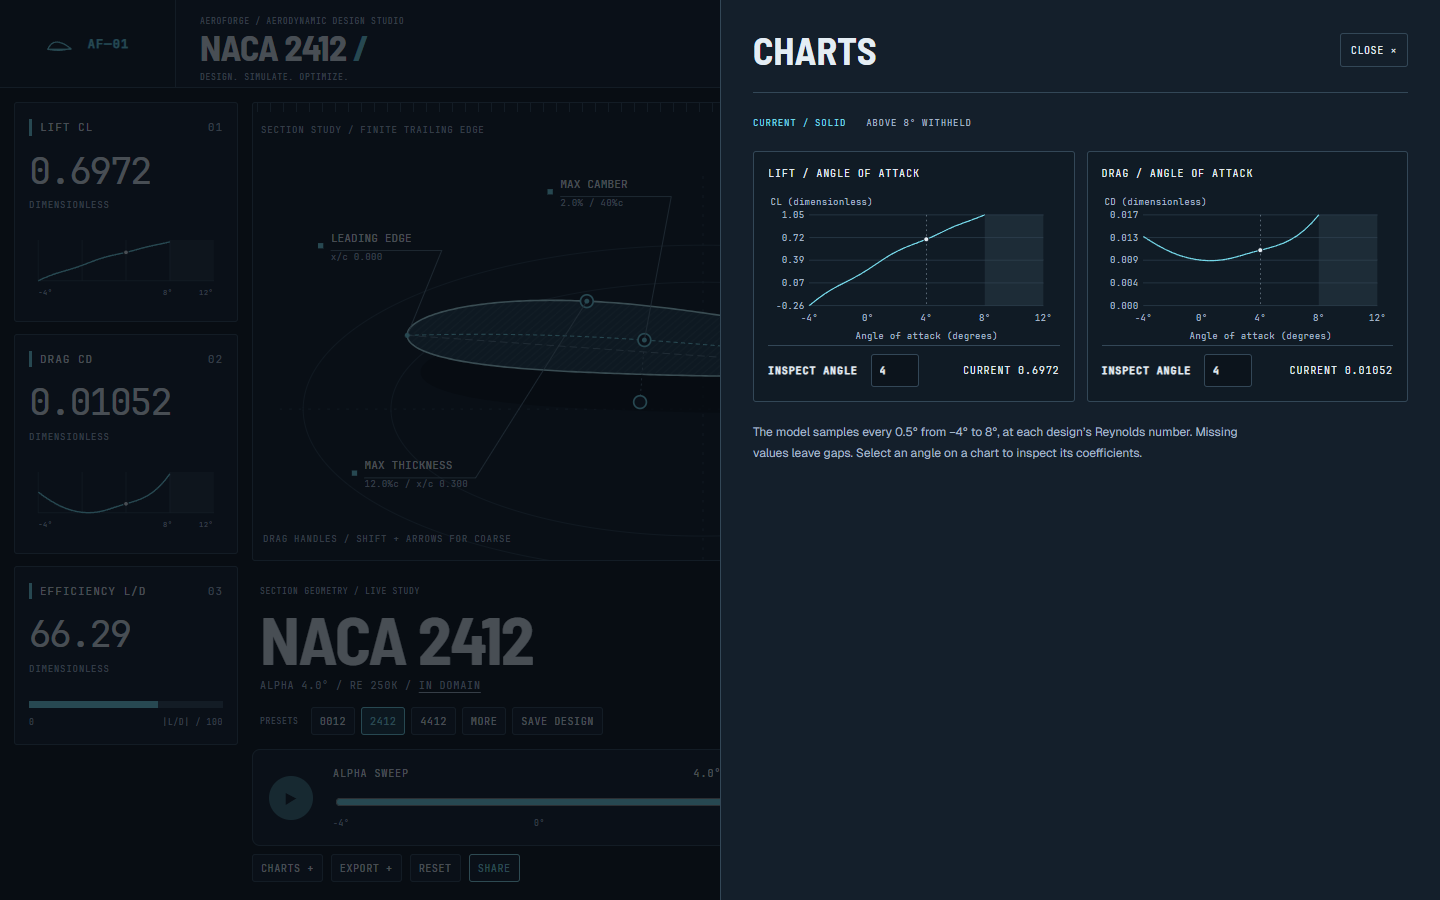 AF—01
AEROFORGE / AERODYNAMIC DESIGN STUDIO
NACA 2412 /
DESIGN. SIMULATE. OPTIMIZE.
LIFT CL 01
0.6972
DIMENSIONLESS
-4° 8° 12°
DRAG CD 02
0.01052
DIMENSIONLESS
-4° 8° 12°
EFFICIENCY L/D 03
66.29
DIMENSIONLESS
0 |L/D| / 100
SECTION STUDY / FINITE TRAILING EDGE
MAX CAMBER
2.0% / 40%c
LEADING EDGE
x/c 0.000
MAX THICKNESS
12.0%c / x/c 0.300
DRAG HANDLES / SHIFT + ARROWS FOR COARSE
SECTION GEOMETRY / LIVE STUDY
NACA 2412
ALPHA 4.0° / RE 250K / IN DOMAIN
PRESETS 0012 2412 4412 MORE SAVE DESIGN
ALPHA SWEEP 4.0°
-4° 8°
CHARTS + EXPORT + RESET SHARE
CHARTS
CLOSE ×
CURRENT / SOLID ABOVE 8° WITHHELD
LIFT / ANGLE OF ATTACK
CL (dimensionless)
1.05
0.72
0.39
0.07
-0.26
-4° 0° 4° 8° 12°
Angle of attack (degrees)
INSPECT ANGLE 4 CURRENT 0.6972
DRAG / ANGLE OF ATTACK
CD (dimensionless)
0.017
0.013
0.009
0.004
0.000
-4° 0° 4° 8° 12°
Angle of attack (degrees)
INSPECT ANGLE 4 CURRENT 0.01052
The model samples every 0.5° from −4° to 8°, at each design's Reynolds number. Missing
values leave gaps. Select an angle on a chart to inspect its coefficients.